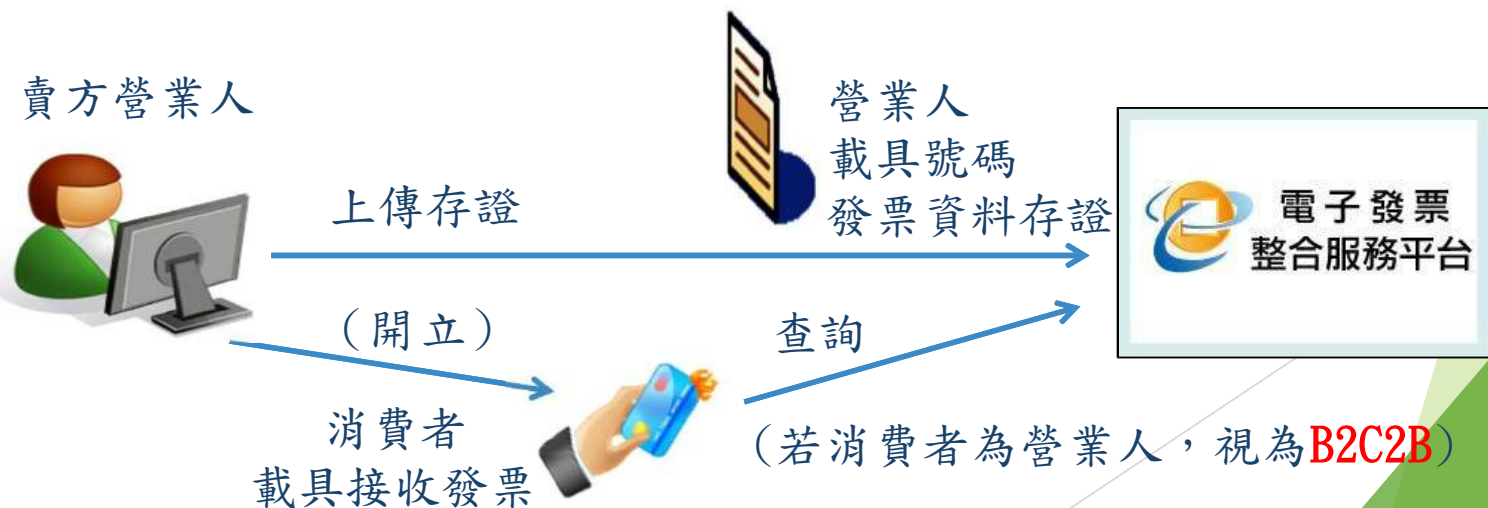 賣方營業人
上傳存證
營業人
載具號碼
發票資料存證
電子發票
整合服務平台
（開立）
查詢
消費者
載具接收發票
（若消費者為營業人，視為B2C2B）